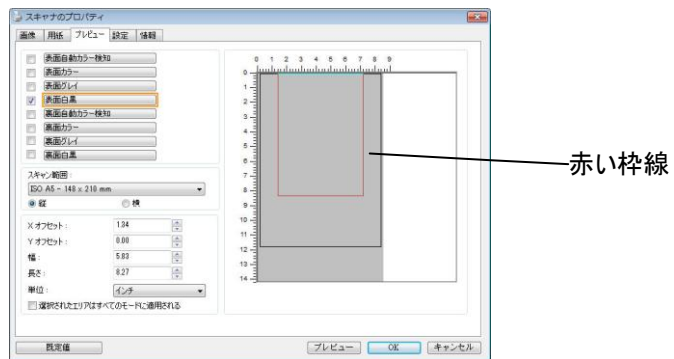 スキャナのプロパティ
画像 用紙 プレビュー 設定 情報
表面自動カラー検知
表面カラー
表面グレイ
表面白黒
裏面自動カラー検知
裏面カラー
裏面グレイ
裏面白黒
スキャン範囲:
ISO A5 - 148 x 210 mm
縦 横
X オフセット: 1.34
Y オフセット: 0.00
幅: 5.83
長さ: 8.27
単位: インチ
選択されたエリアはすべてのモードに適用される
0 1 2 3 4 5 6 7 8 9
0
1
2
3
4
5
6
7
8
9
10
11
12
13
14
赤い枠線
既定値 プレビュー OK キャンセル